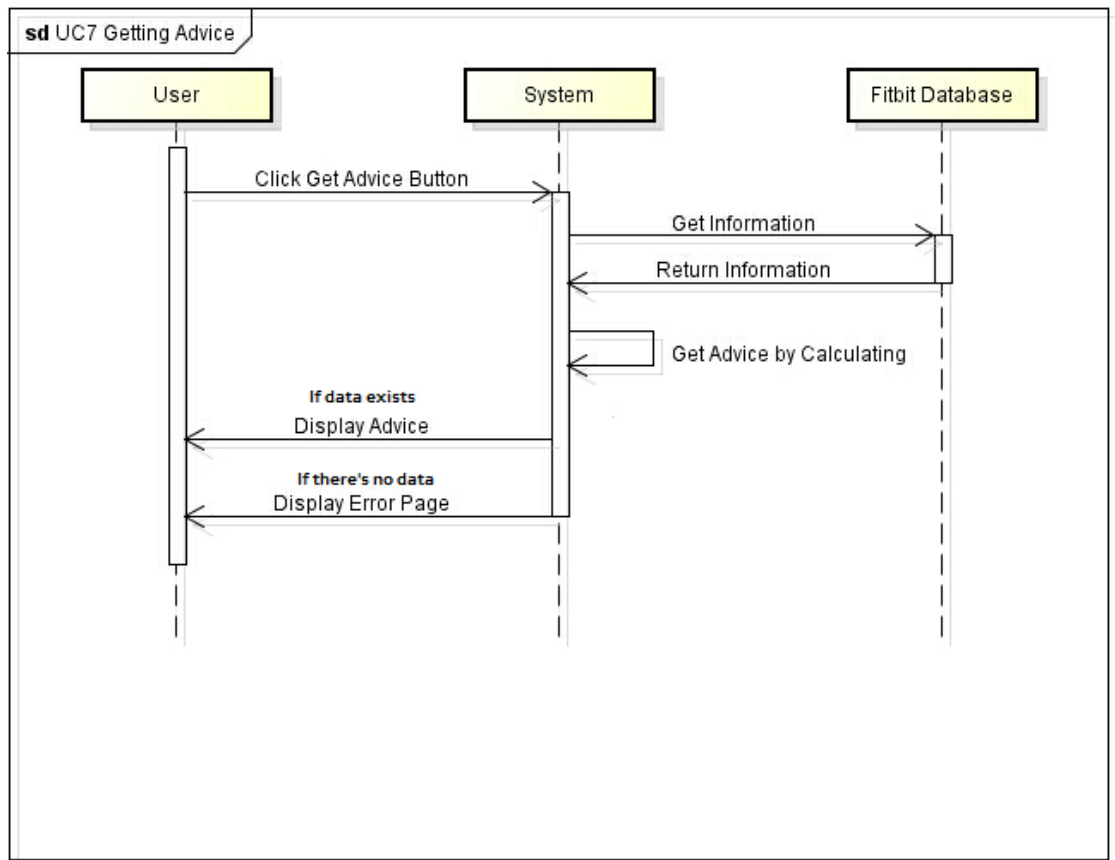 sd UC7 Getting Advice
User
System
Fitbit Database
Click Get Advice Button
Get Information
Return Information
Get Advice by Calculating
If data exists
Display Advice
If there's no data
Display Error Page